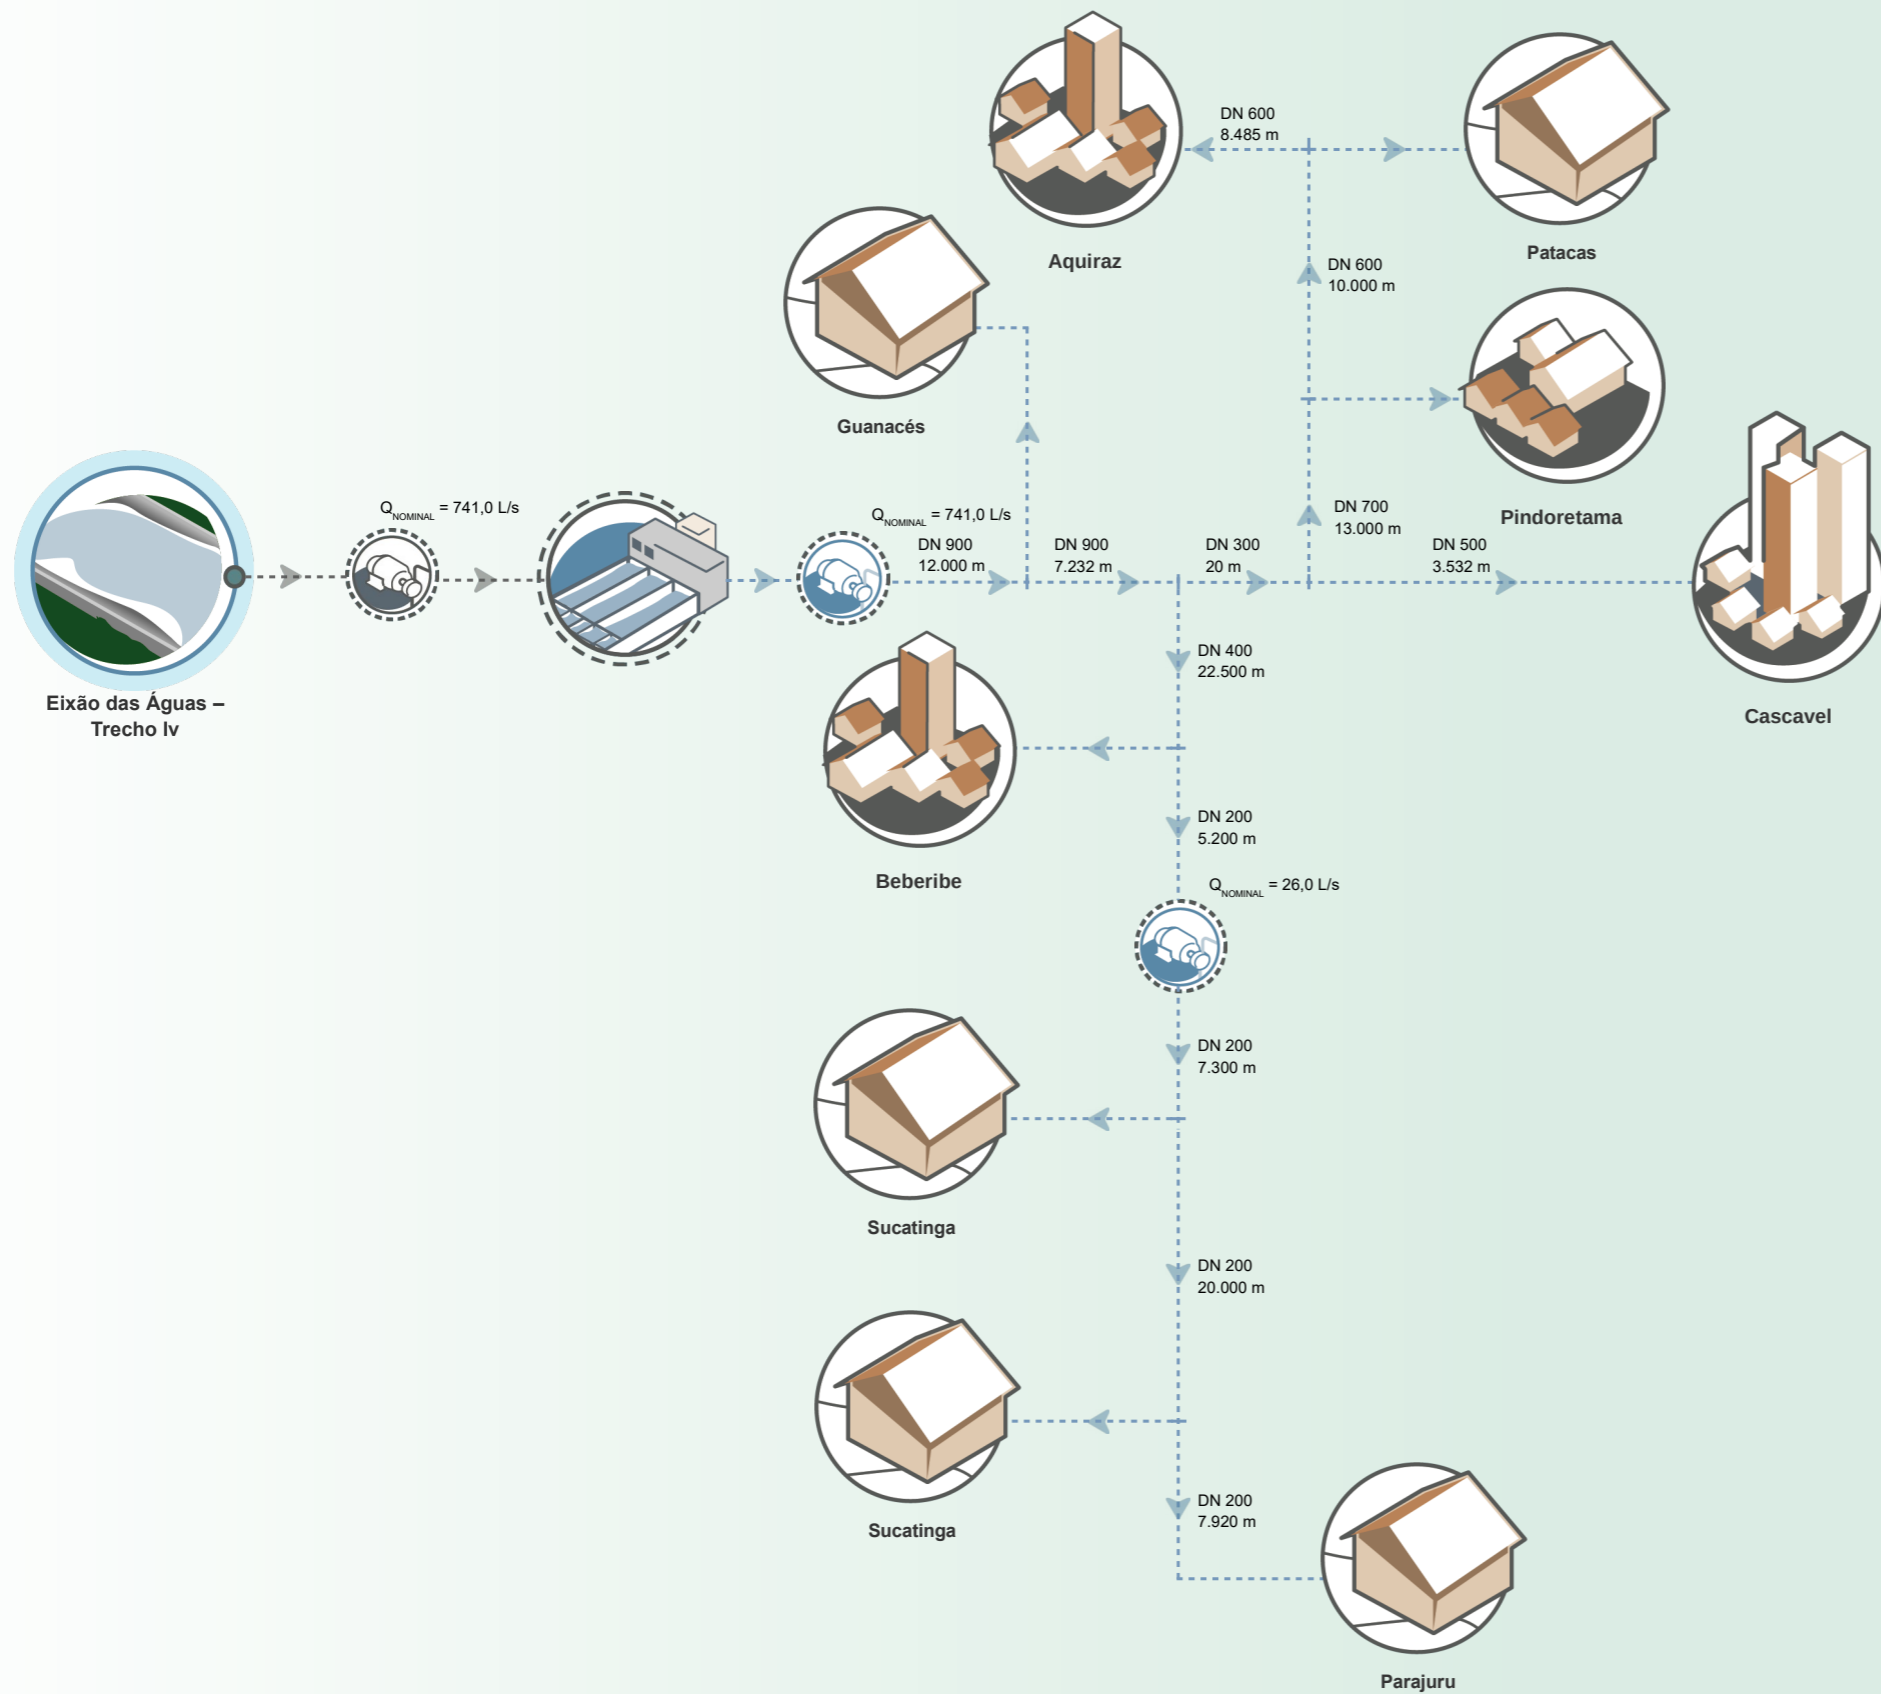 DN 600
8.485 m
Aquiraz
Patacas
DN 600
10.000 m
Guanacés
Pindoretama
Q NOMINAL = 741,0 L/s
Q NOMINAL = 741,0 L/s
DN 900
12.000 m
DN 900
7.232 m
DN 300
20 m
DN 700
13.000 m
DN 500
3.532 m
Eixão das Águas –
Trecho Iv
Cascavel
DN 400
22.500 m
Beberibe
DN 200
5.200 m
Q NOMINAL = 26,0 L/s
DN 200
7.300 m
Sucatinga
DN 200
20.000 m
Sucatinga
DN 200
7.920 m
Parajuru